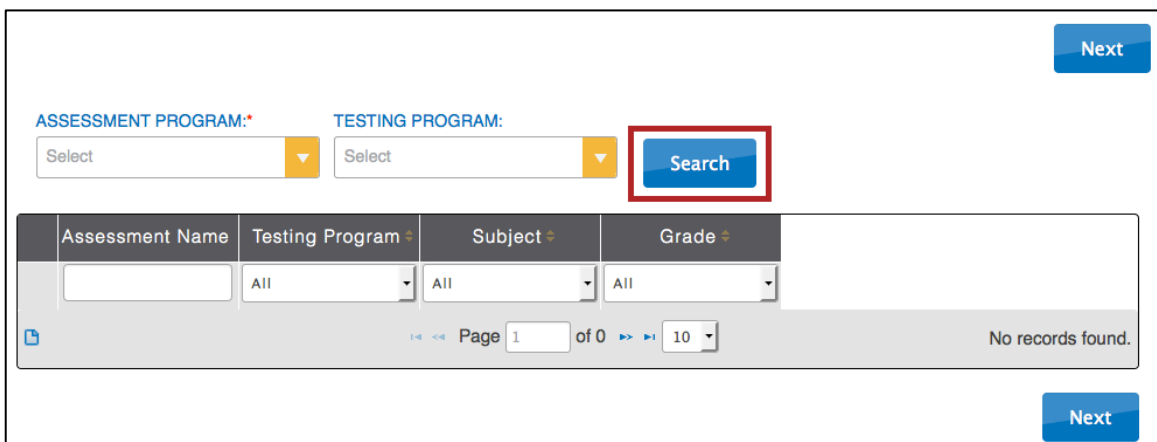 Next
ASSESSMENT PROGRAM:* TESTING PROGRAM:
Select Select Search
Assessment Name Testing Program Subject Grade
All All All
Page 1 of 0 10 No records found.
Next